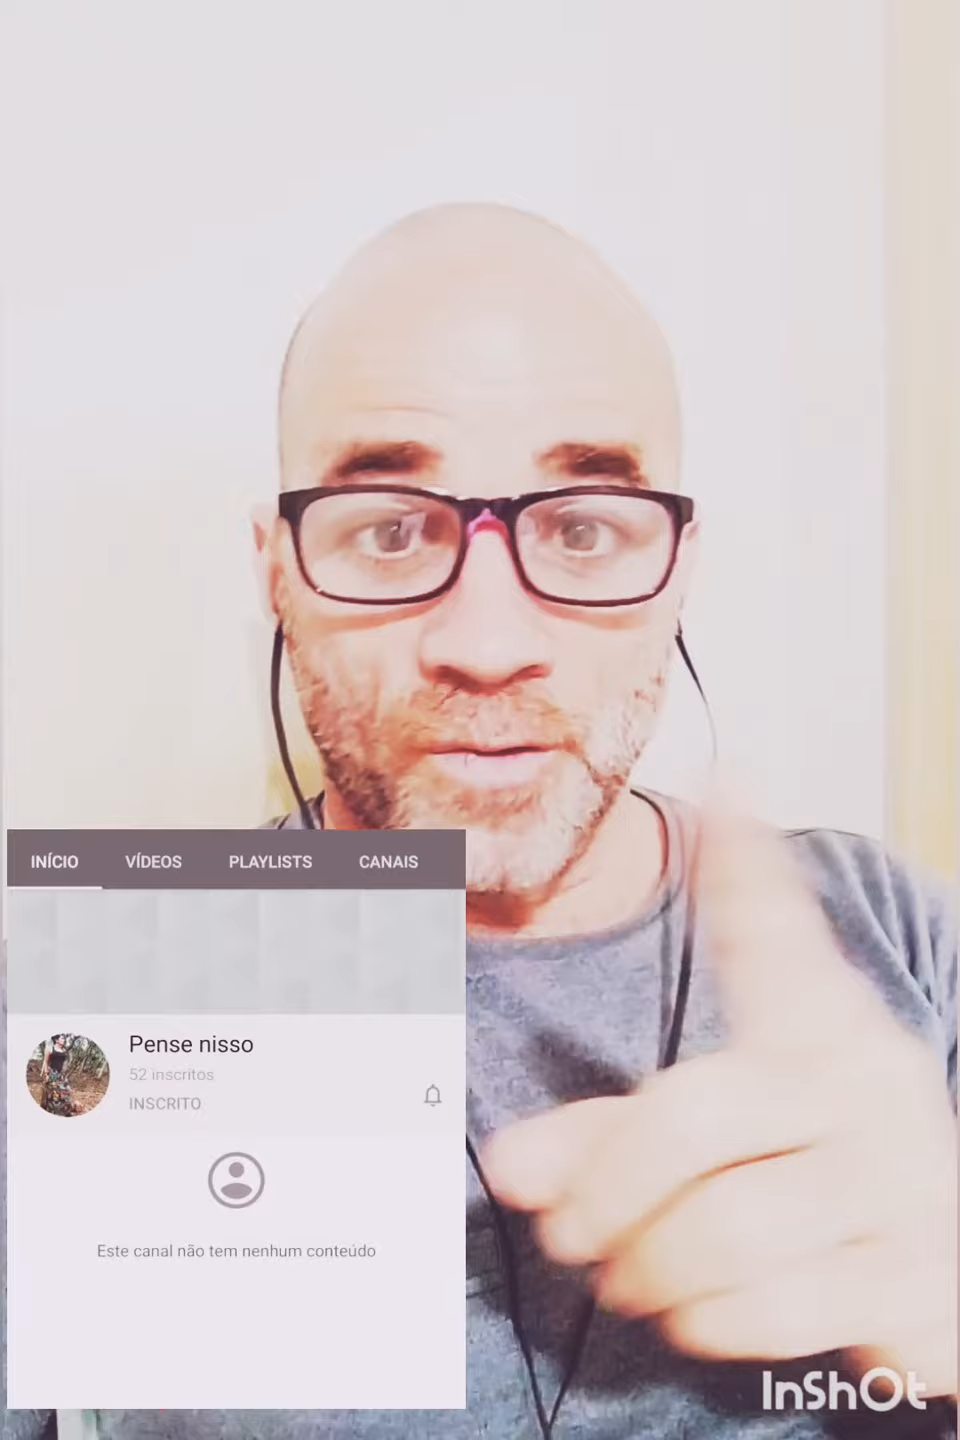 INÍCIO VÍDEOS PLAYLISTS CANAIS
Pense nisso
52 inscritos
INSCRITO
Este canal não tem nenhum conteúdo
InShOt